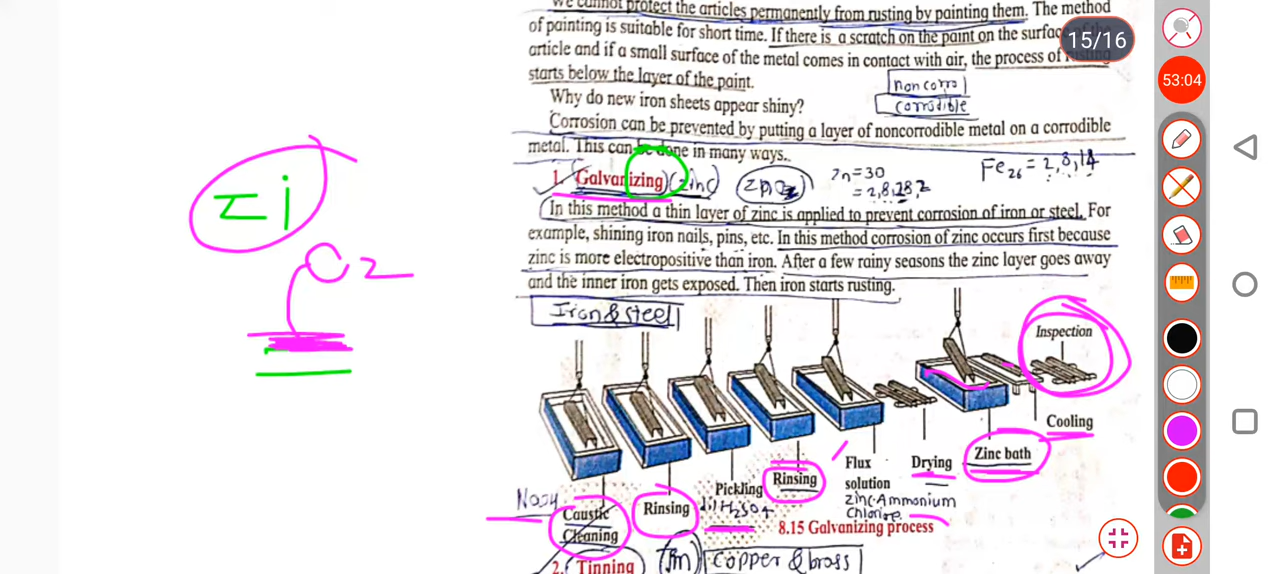 we cannot protect the articles permanently from rusting by painting them. The method
of painting is suitable for short time. If there is a scratch on the paint on the surface of the
15/16
article and if a small surface of the metal comes in contact with air, the process of rusting
starts below the layer of the paint.
noncorro
53:04
Why do new iron sheets appear shiny?
corrodible
Corrosion can be prevented by putting a layer of noncorrodible metal on a corrodible
metal. This can be done in many ways..
1. Galvanizing (zinc)
Zn=30
= 2,8,18,2
Fe26 = 2,8,14
In this method a thin layer of zinc is applied to prevent corrosion of iron or steel. For
example, shining iron nails, pins, etc. In this method corrosion of zinc occurs first because
zinc is more electropositive than iron. After a few rainy seasons the zinc layer goes away
and the inner iron gets exposed. Then iron starts rusting.
Iron & steel
Inspection
Cooling
Zinc bath
Drying
Flux
solution
Zinc Ammonium
Chloride
Rinsing
Pickling
dil H2SO4
Rinsing
Caustic
Cleaning
8.15 Galvanizing process
2. Tinning
(Tin) copper & brass